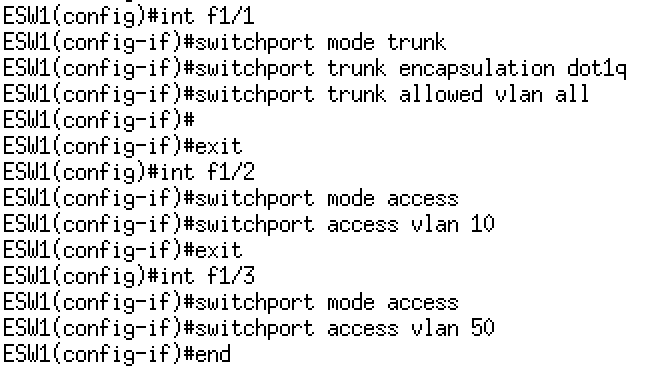 ESW1(config)#int f1/1
ESW1(config-if)#switchport mode trunk
ESW1(config-if)#switchport trunk encapsulation dot1q
ESW1(config-if)#switchport trunk allowed vlan all
ESW1(config-if)#
ESW1(config-if)#exit
ESW1(config)#int f1/2
ESW1(config-if)#switchport mode access
ESW1(config-if)#switchport access vlan 10
ESW1(config-if)#exit
ESW1(config)#int f1/3
ESW1(config-if)#switchport mode access
ESW1(config-if)#switchport access vlan 50
ESW1(config-if)#end